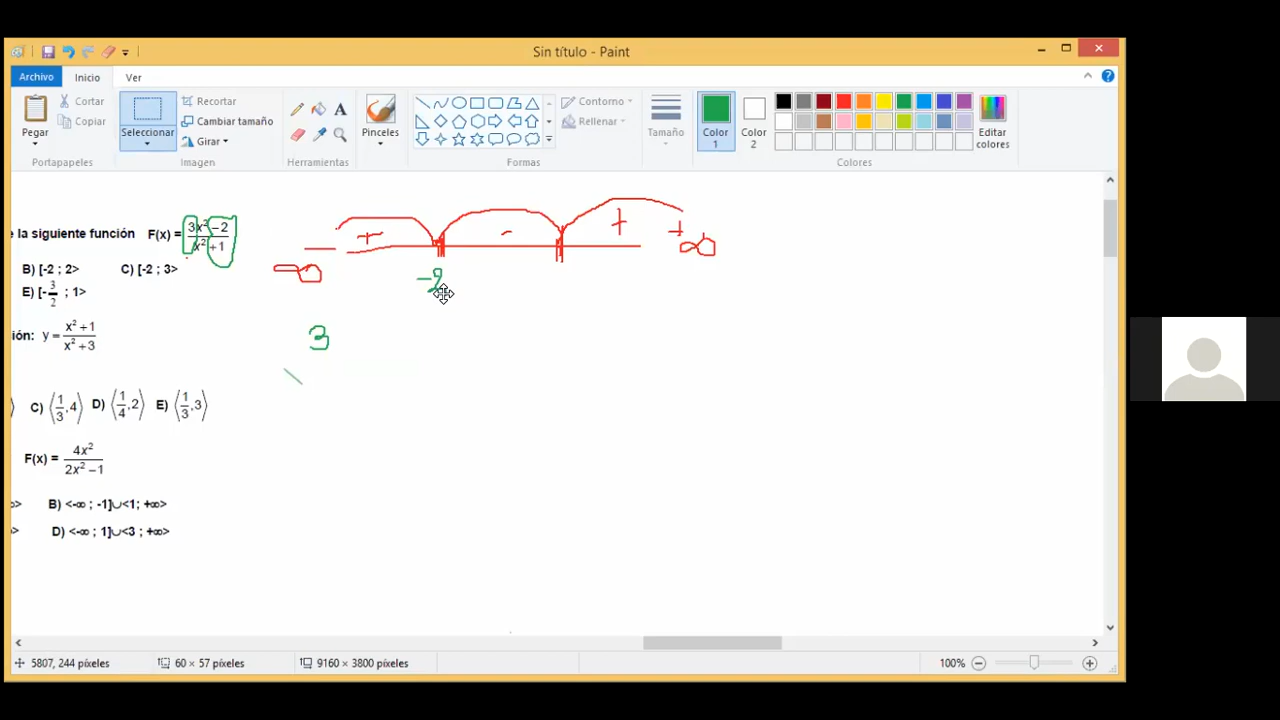 Sin título - Paint
Archivo Inicio Ver
Pegar
Cortar
Copiar
Seleccionar
Recortar
Cambiar tamaño
Girar
A
Pinceles
Contorno
Rellenar
Tamaño
Color 1
Color 2
Editar colores
Portapapeles Imagen Herramientas Formas Colores
+ - + +∞
-∞
-2
3
e la siguiente función F(x) = 3x²-2 / x²+1
B) [-2 ; 2> C) [-2 ; 3>
E) [-3/2 ; 1>
ión: y = x²+1 / x²+3
C) ⟨1/3,4⟩ D) ⟨1/4,2⟩ E) ⟨1/3,3⟩
F(x) = 4x² / 2x²-1
B) <-∞ ; -1]∪<1; +∞>
D) <-∞ ; 1]∪<3 ; +∞>
5807, 244 píxeles 60 × 57 píxeles 9160 × 3800 píxeles 100%